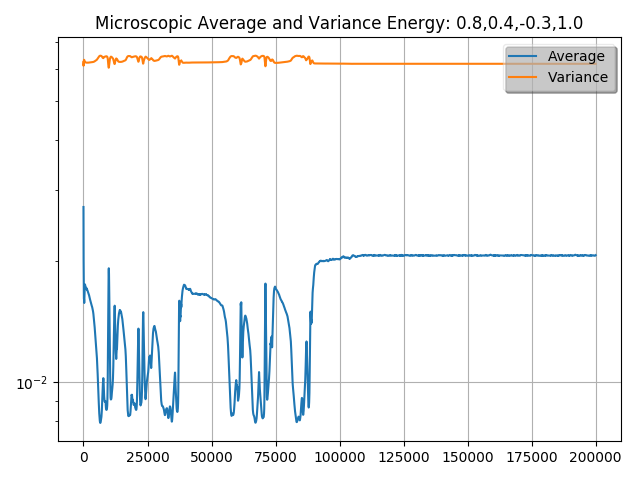 Microscopic Average and Variance Energy: 0.8,0.4,-0.3,1.0
Average
Variance
10⁻²
0 25000 50000 75000 100000 125000 150000 175000 200000